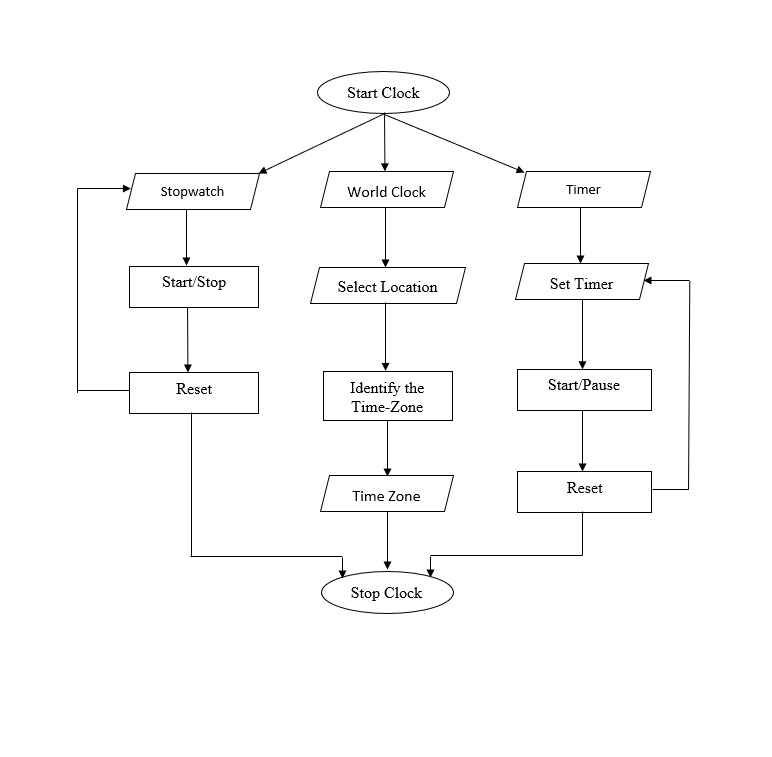 Start Clock
Stopwatch
World Clock
Timer
Start/Stop
Select Location
Set Timer
Reset
Identify the
Time-Zone
Start/Pause
Time Zone
Reset
Stop Clock